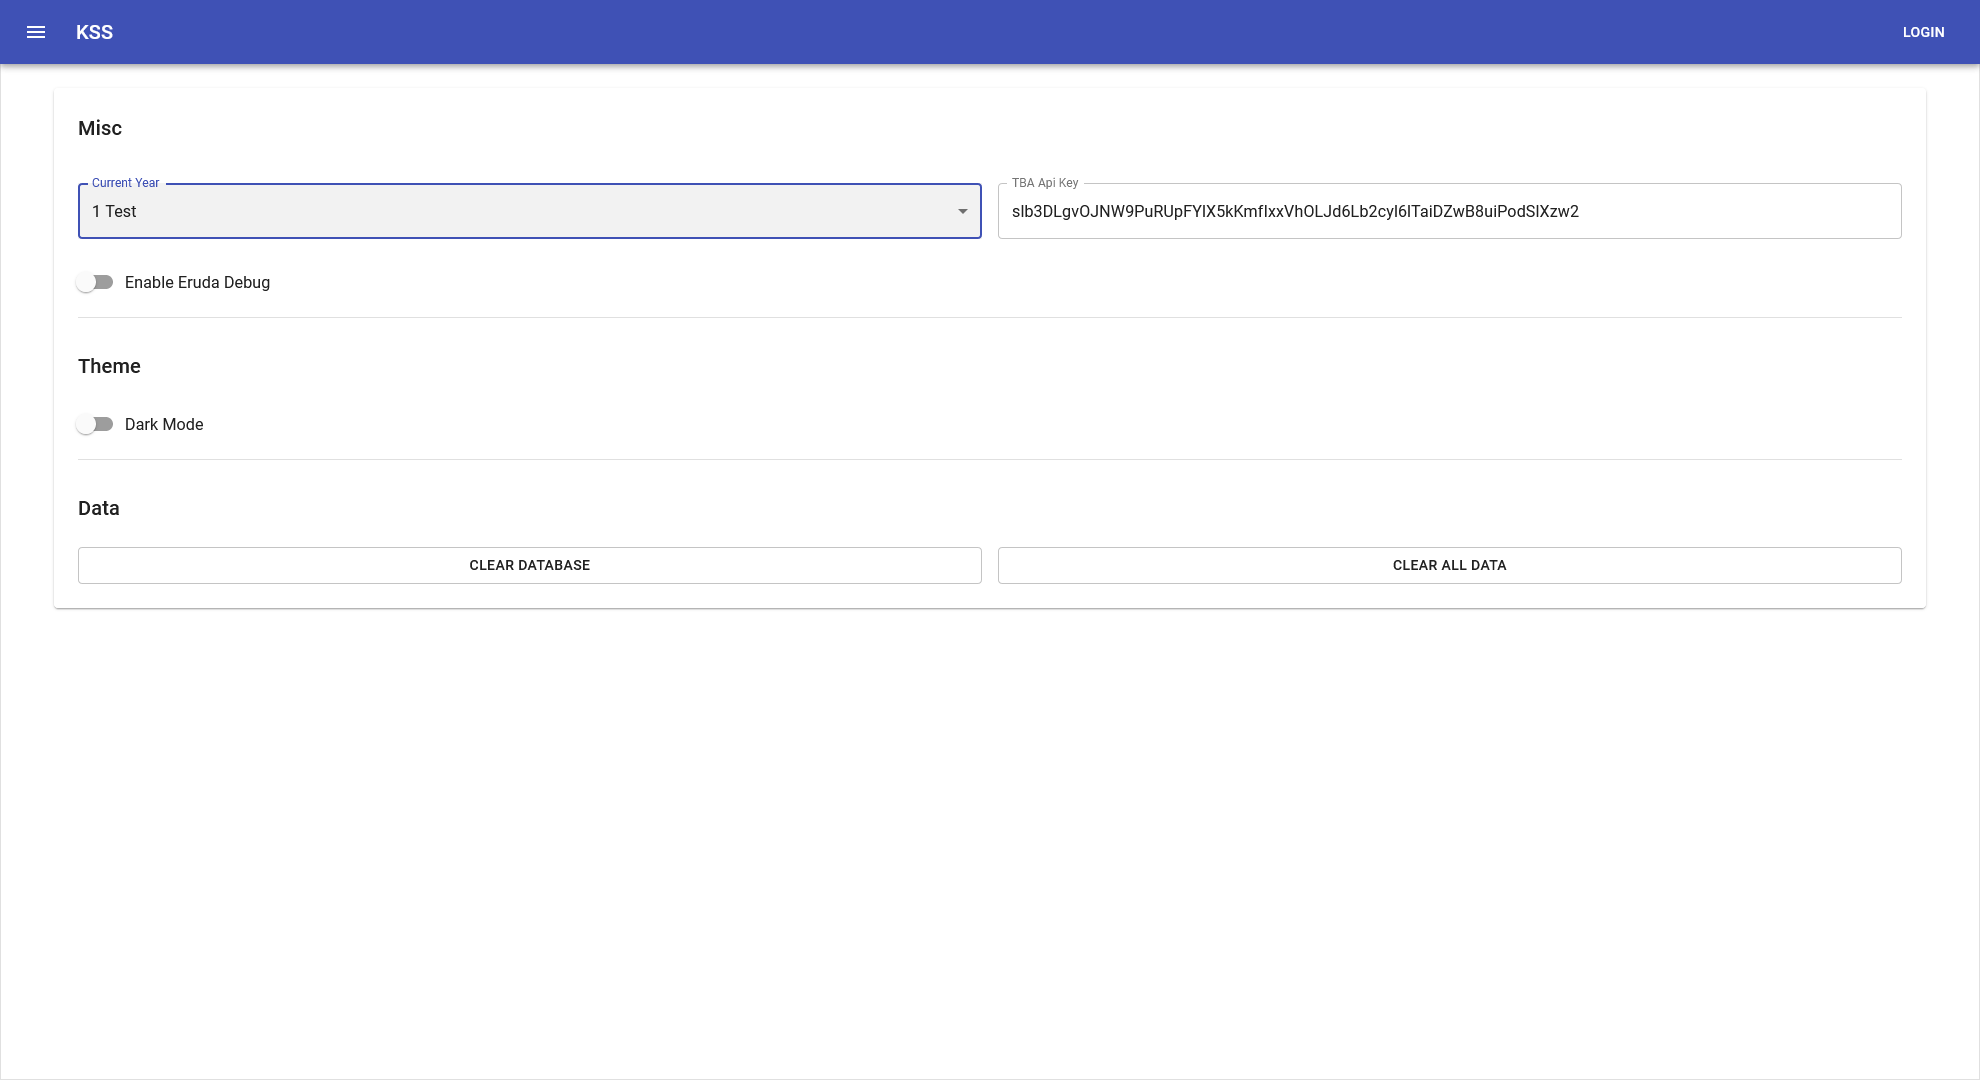 KSS
LOGIN
Misc
Current Year
1 Test
TBA Api Key
sIb3DLgvOJNW9PuRUpFYIX5kKmfIxxVhOLJd6Lb2cyI6ITaiDZwB8uiPodSIXzw2
Enable Eruda Debug
Theme
Dark Mode
Data
CLEAR DATABASE
CLEAR ALL DATA